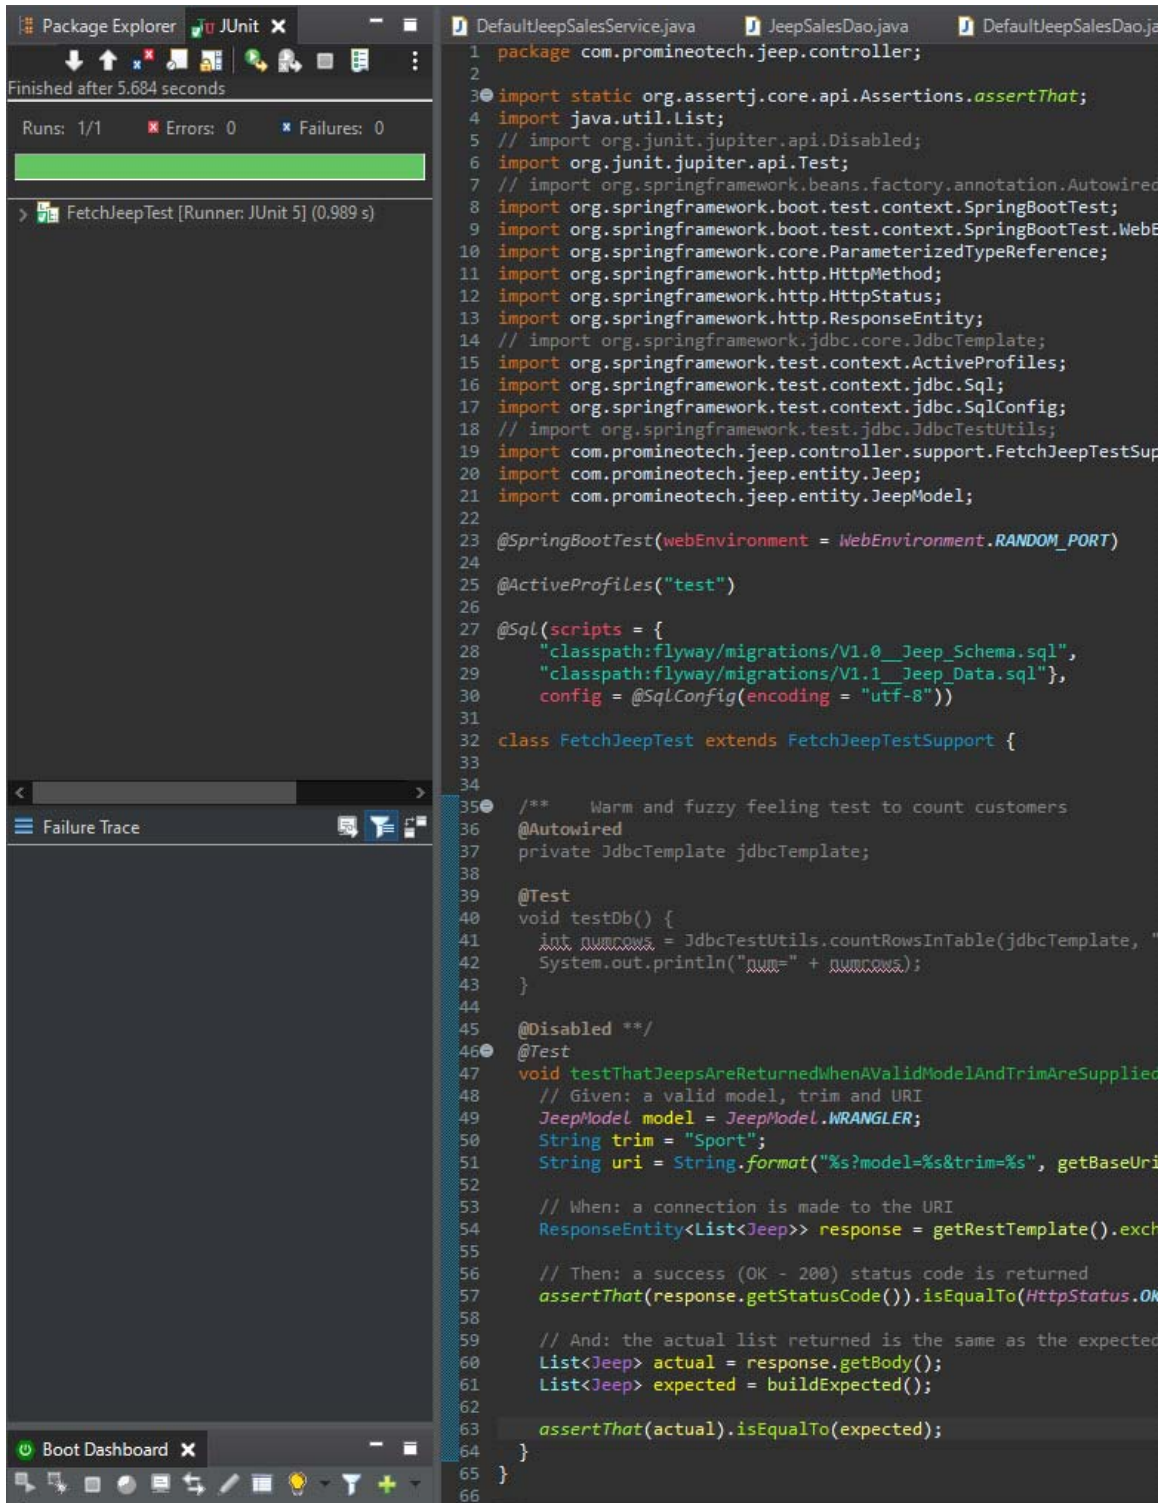 Package Explorer JUnit
Finished after 5.684 seconds
Runs: 1/1 Errors: 0 Failures: 0
FetchJeepTest [Runner: JUnit 5] (0.989 s)
Failure Trace
Boot Dashboard
DefaultJeepSalesService.java JeepSalesDao.java DefaultJeepSalesDao.ja
1 package com.promineotech.jeep.controller;
2
3 import static org.assertj.core.api.Assertions.assertThat;
4 import java.util.List;
5 // import org.junit.jupiter.api.Disabled;
6 import org.junit.jupiter.api.Test;
7 // import org.springframework.beans.factory.annotation.Autowired
8 import org.springframework.boot.test.context.SpringBootTest;
9 import org.springframework.boot.test.context.SpringBootTest.WebE
10 import org.springframework.core.ParameterizedTypeReference;
11 import org.springframework.http.HttpMethod;
12 import org.springframework.http.HttpStatus;
13 import org.springframework.http.ResponseEntity;
14 // import org.springframework.jdbc.core.JdbcTemplate;
15 import org.springframework.test.context.ActiveProfiles;
16 import org.springframework.test.context.jdbc.Sql;
17 import org.springframework.test.context.jdbc.SqlConfig;
18 // import org.springframework.test.jdbc.JdbcTestUtils;
19 import com.promineotech.jeep.controller.support.FetchJeepTestSup
20 import com.promineotech.jeep.entity.Jeep;
21 import com.promineotech.jeep.entity.JeepModel;
22
23 @SpringBootTest(webEnvironment = WebEnvironment.RANDOM_PORT)
24
25 @ActiveProfiles("test")
26
27 @Sql(scripts = {
28 "classpath:flyway/migrations/V1.0__Jeep_Schema.sql",
29 "classpath:flyway/migrations/V1.1__Jeep_Data.sql"},
30 config = @SqlConfig(encoding = "utf-8"))
31
32 class FetchJeepTest extends FetchJeepTestSupport {
33
34
35 /** Warm and fuzzy feeling test to count customers
36 @Autowired
37 private JdbcTemplate jdbcTemplate;
38
39 @Test
40 void testDb() {
41 int numrows = JdbcTestUtils.countRowsInTable(jdbcTemplate, "
42 System.out.println("num=" + numrows);
43 }
44
45 @Disabled **/
46 @Test
47 void testThatJeepsAreReturnedWhenAValidModelAndTrimAreSupplied
48 // Given: a valid model, trim and URI
49 JeepModel model = JeepModel.WRANGLER;
50 String trim = "Sport";
51 String uri = String.format("%s?model=%s&trim=%s", getBaseUri
52
53 // When: a connection is made to the URI
54 ResponseEntity<List<Jeep>> response = getRestTemplate().exch
55
56 // Then: a success (OK - 200) status code is returned
57 assertThat(response.getStatusCode()).isEqualTo(HttpStatus.OK
58
59 // And: the actual list returned is the same as the expected
60 List<Jeep> actual = response.getBody();
61 List<Jeep> expected = buildExpected();
62
63 assertThat(actual).isEqualTo(expected);
64 }
65 }
66